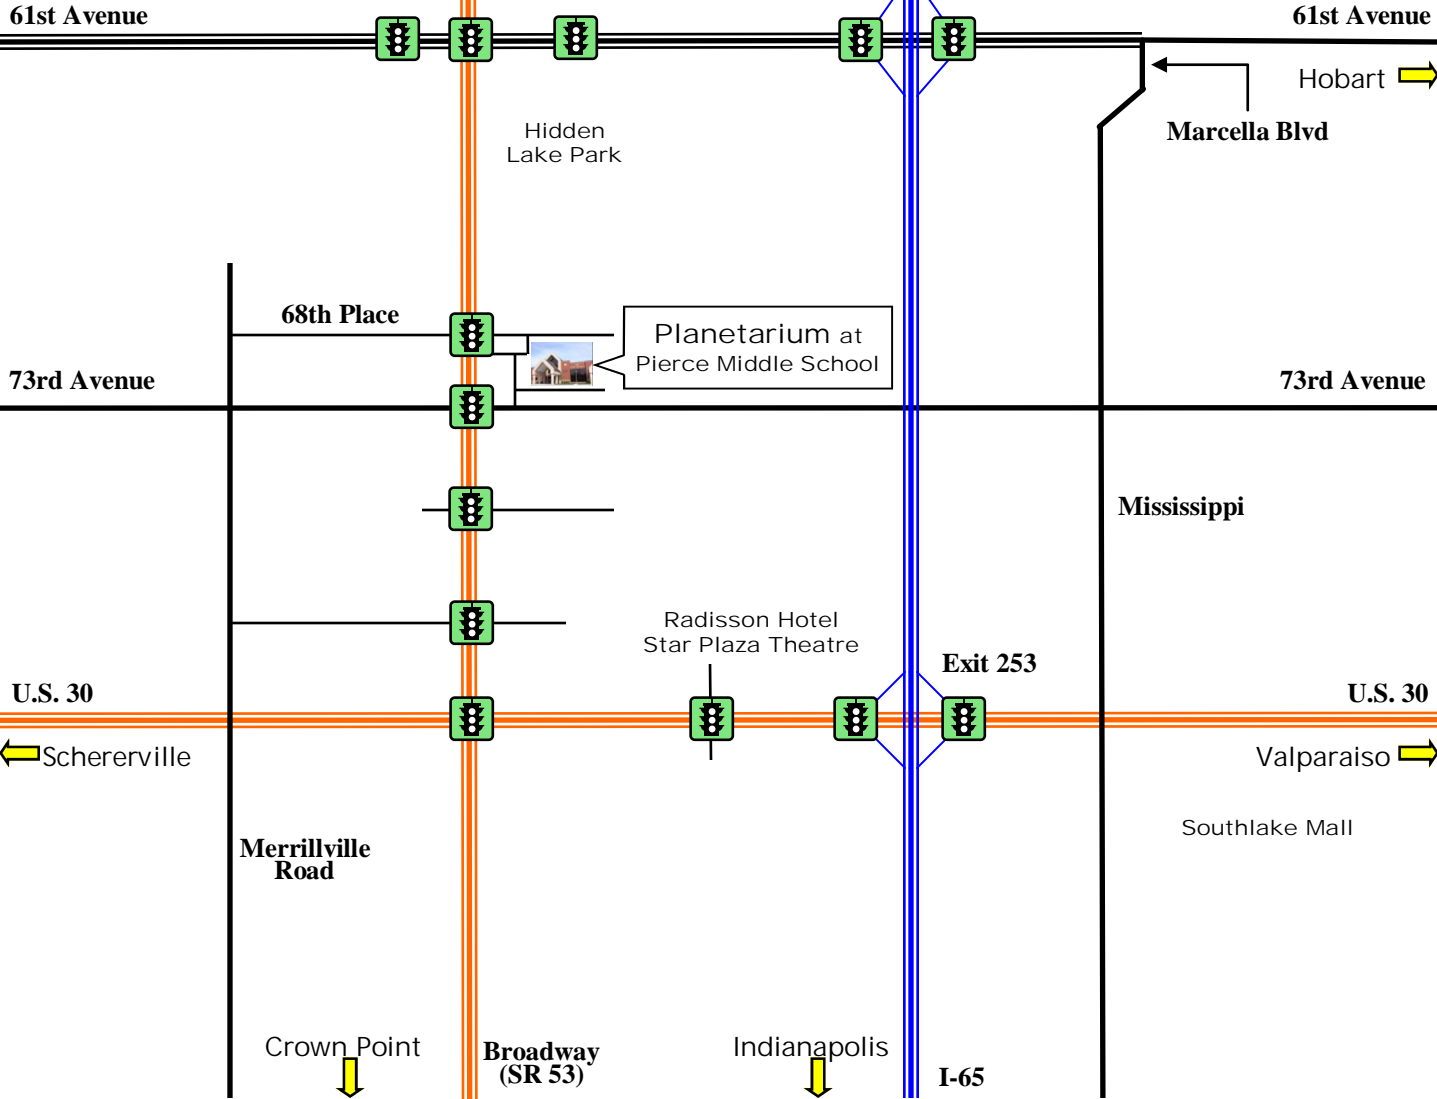 61st Avenue
61st Avenue
Hobart
Marcella Blvd
Hidden
Lake Park
68th Place
Planetarium at
Pierce Middle School
73rd Avenue
73rd Avenue
Mississippi
Radisson Hotel
Star Plaza Theatre
Exit 253
U.S. 30
U.S. 30
Schererville
Valparaiso
Southlake Mall
Merrillville
Road
Crown Point
Broadway
(SR 53)
Indianapolis
I-65